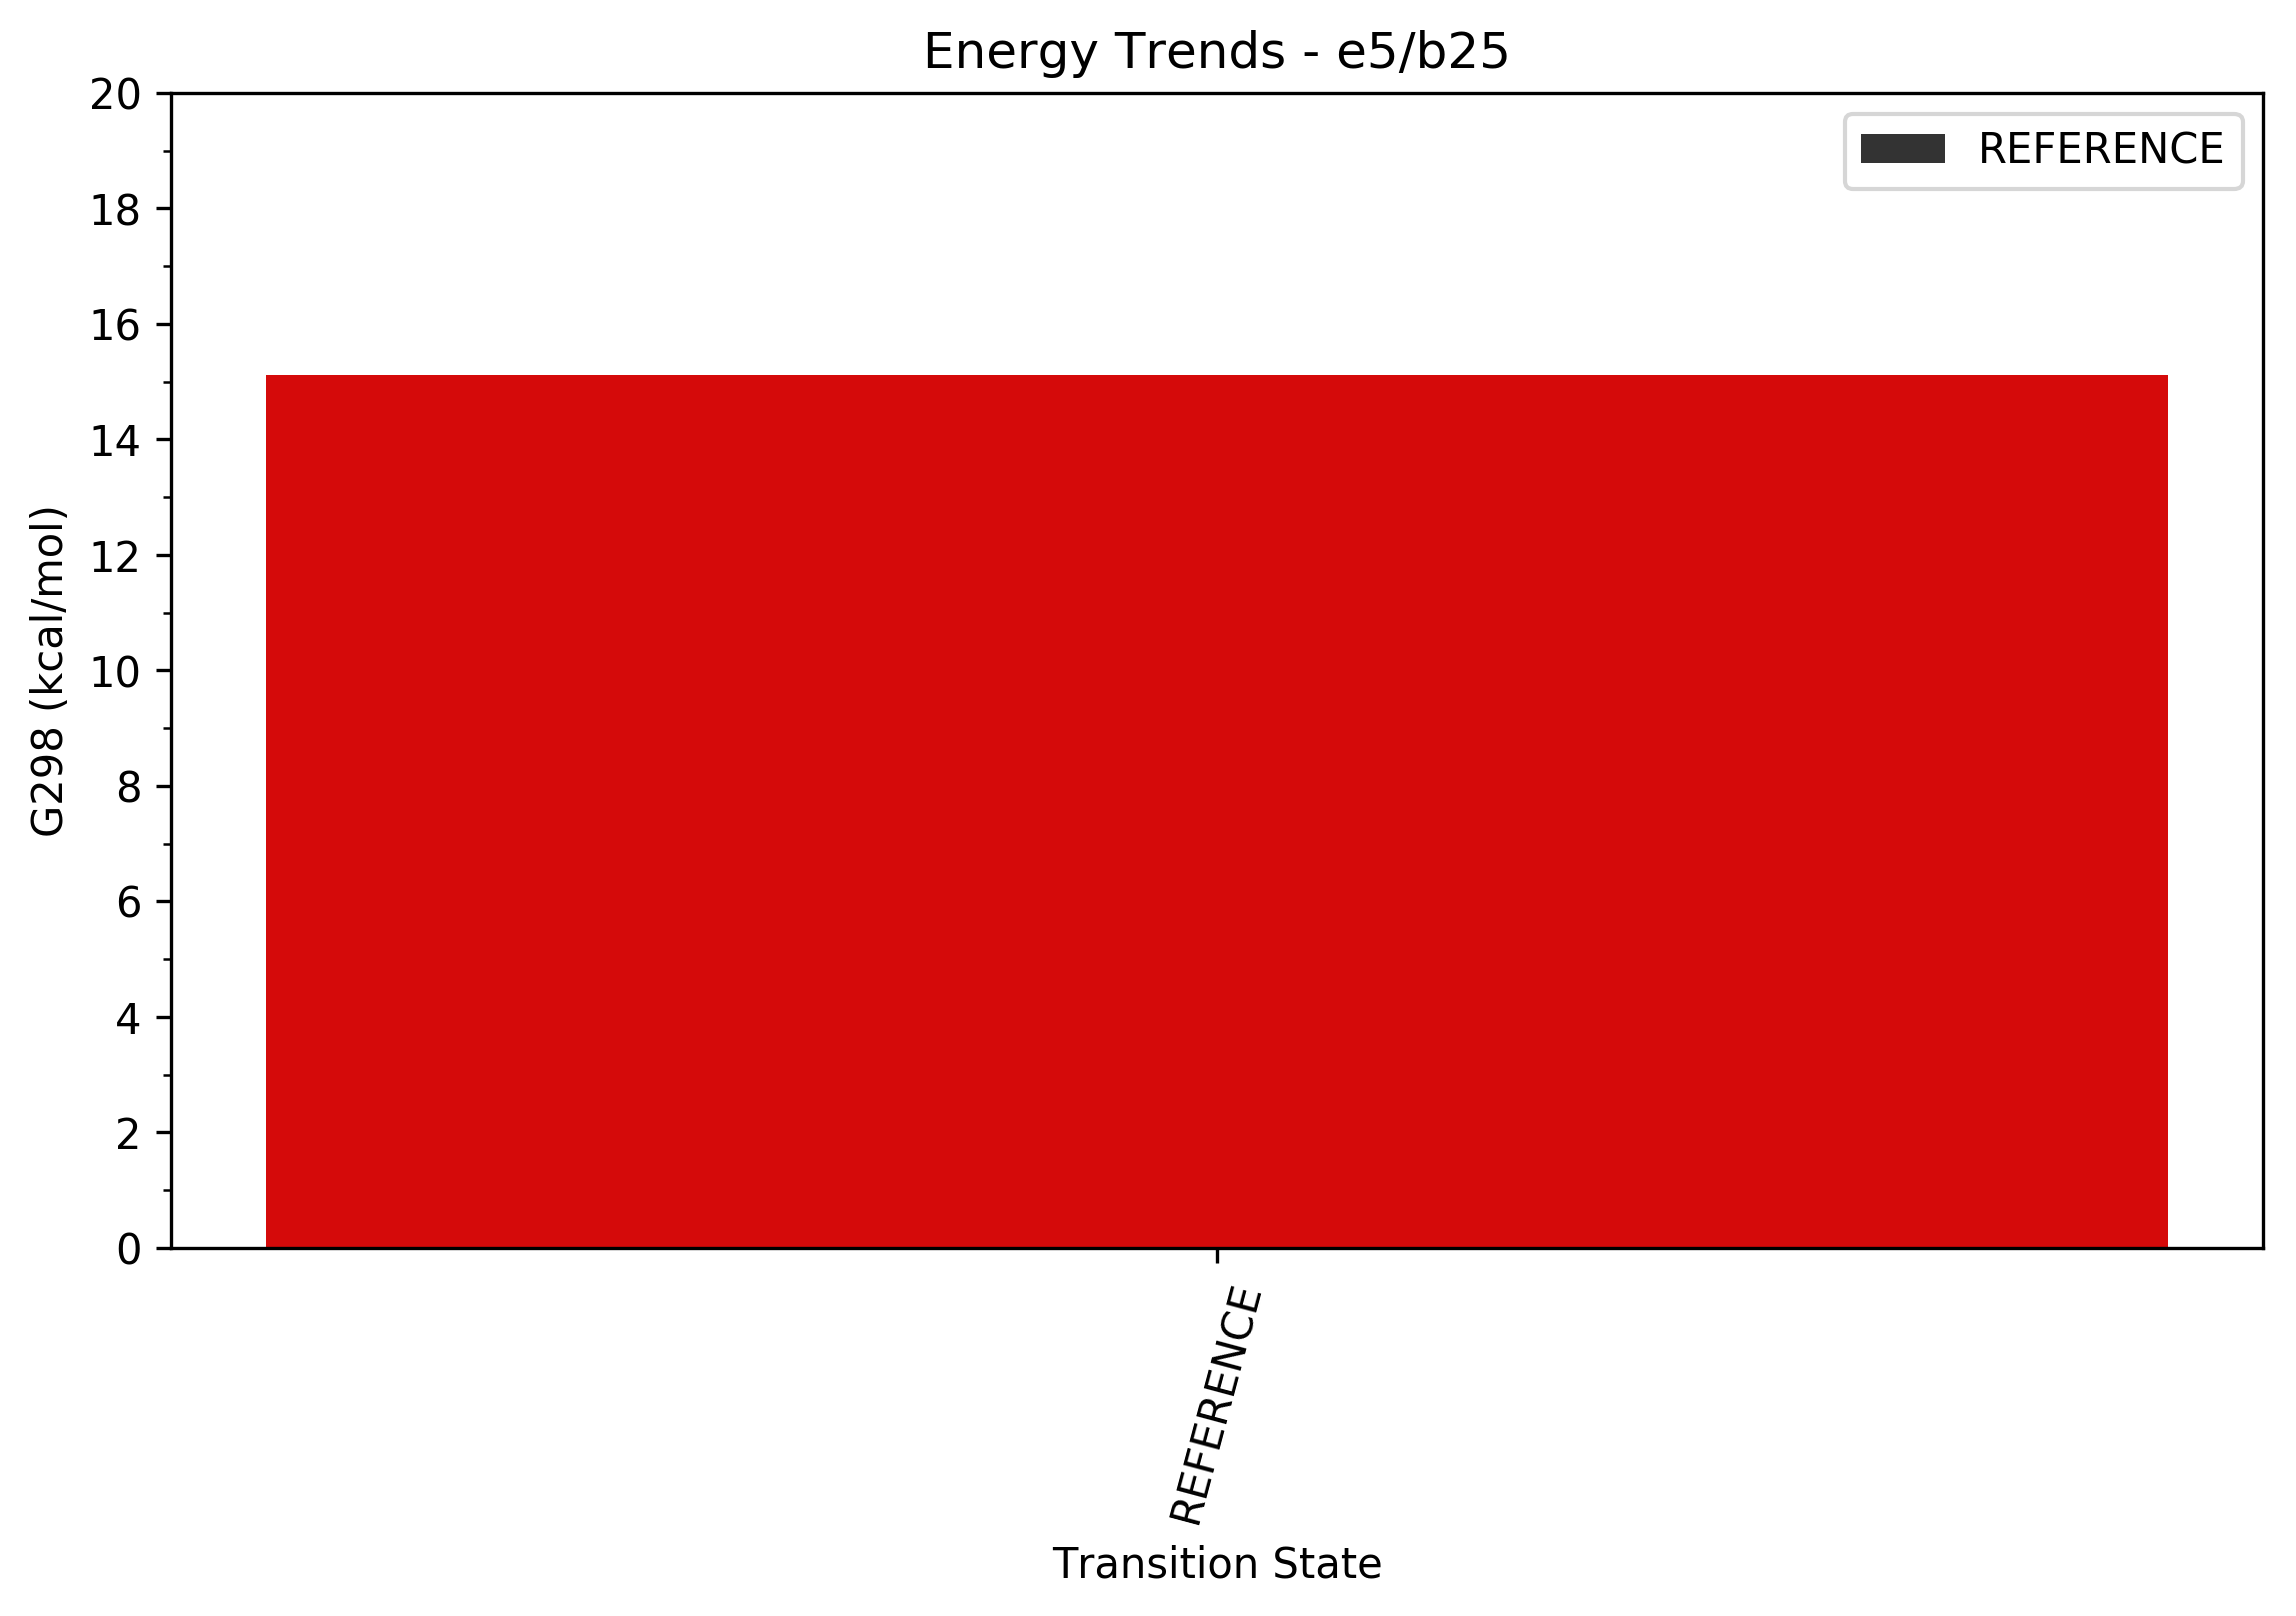 Energy Trends - e5/b25
REFERENCE
G298 (kcal/mol)
20
18
16
14
12
10
8
6
4
2
0
REFERENCE
Transition State